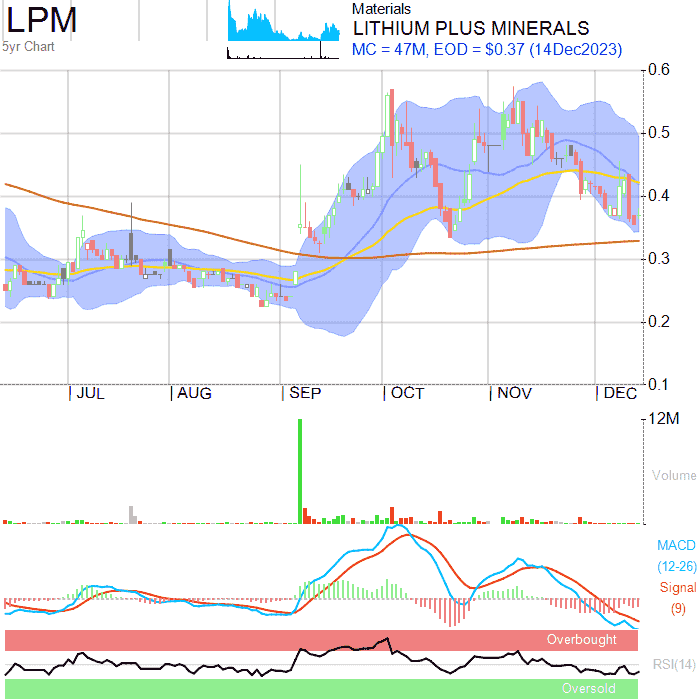 LPM
5yr Chart
Materials
LITHIUM PLUS MINERALS
MC = 47M, EOD = $0.37 (14Dec2023)
0.6
0.5
0.4
0.3
0.2
0.1
JUL AUG SEP OCT NOV DEC
12M
Volume
MACD
(12-26)
Signal
(9)
Overbought
RSI(14)
Oversold